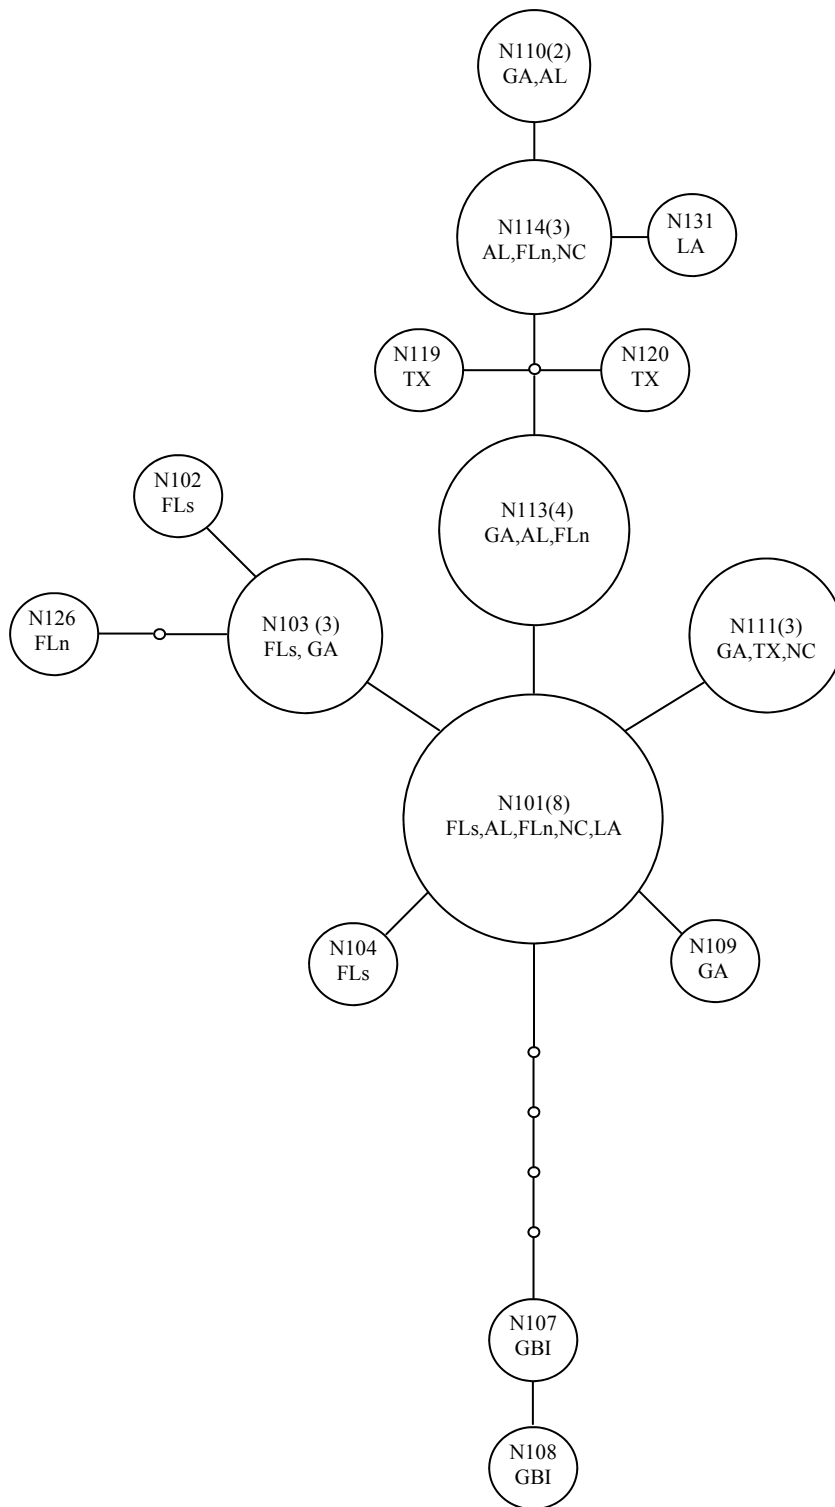 N110(2)
GA,AL
N114(3)
AL,FLn,NC
N131
LA
N119
TX
N120
TX
N102
FLs
N113(4)
GA,AL,FLn
N126
FLn
N103 (3)
FLs, GA
N111(3)
GA,TX,NC
N101(8)
FLs,AL,FLn,NC,LA
N104
FLs
N109
GA
N107
GBI
N108
GBI